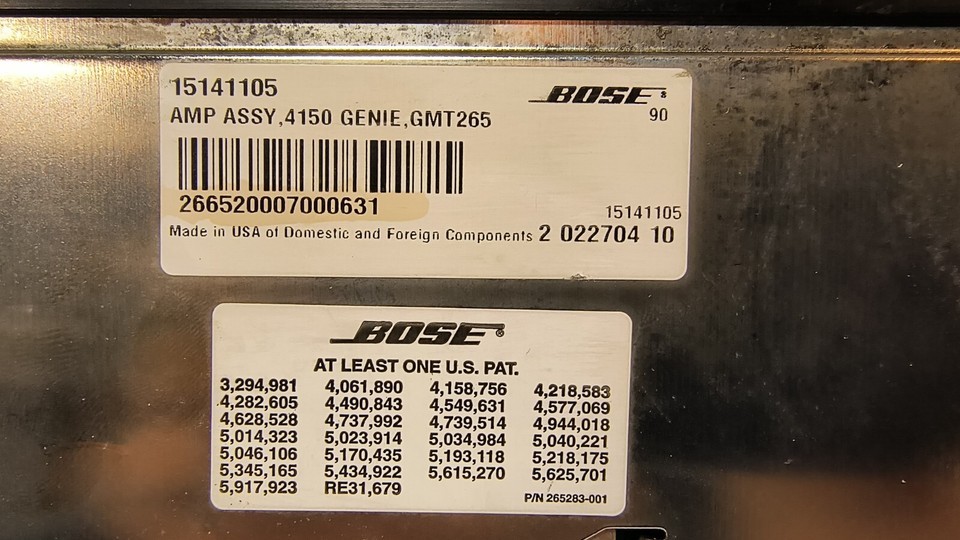 15141105
BOSE®
AMP ASSY,4150 GENIE,GMT265
90
266520007000631
15141105
Made in USA of Domestic and Foreign Components 2 022704 10
BOSE®
AT LEAST ONE U.S. PAT.
3,294,981 4,061,890 4,158,756 4,218,583
4,282,605 4,490,843 4,549,631 4,577,069
4,628,528 4,737,992 4,739,514 4,944,018
5,014,323 5,023,914 5,034,984 5,040,221
5,046,106 5,170,435 5,193,118 5,218,175
5,345,165 5,434,922 5,615,270 5,625,701
5,917,923 RE31,679
P/N 265283-001